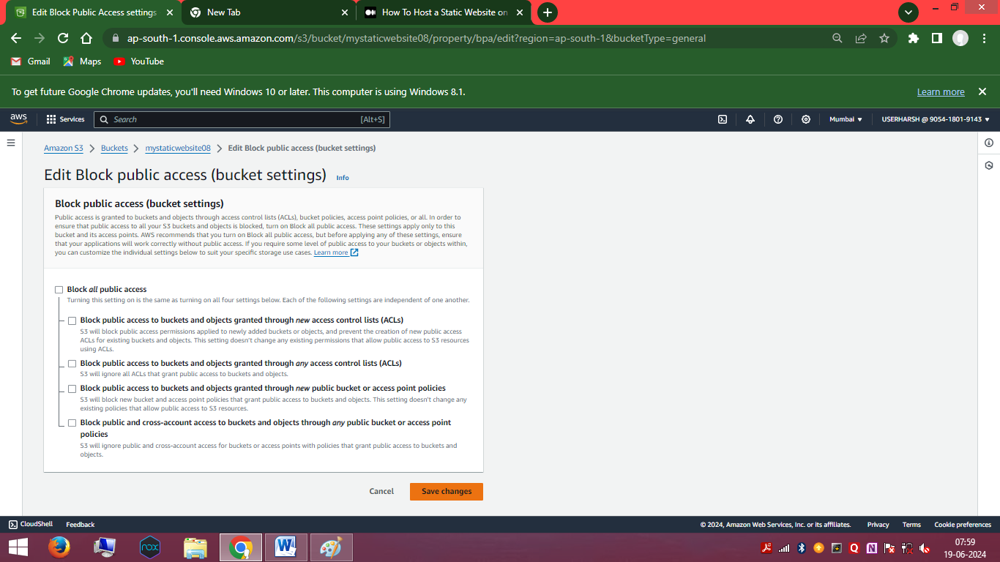 Edit Block Public Access settings
New Tab
How To Host a Static Website on
ap-south-1.console.aws.amazon.com/s3/bucket/mystaticwebsite08/property/bpa/edit?region=ap-south-1&bucketType=general
Gmail Maps YouTube
To get future Google Chrome updates, you'll need Windows 10 or later. This computer is using Windows 8.1. Learn more
aws Services Search [Alt+S] Mumbai USERHARSH @ 9054-1801-9143
Amazon S3 Buckets mystaticwebsite08 Edit Block public access (bucket settings)
Edit Block public access (bucket settings) Info
Block public access (bucket settings)
Public access is granted to buckets and objects through access control lists (ACLs), bucket policies, access point policies, or all. In order to
ensure that public access to all your S3 buckets and objects is blocked, turn on Block all public access. These settings apply only to this
bucket and its access points. AWS recommends that you turn on Block all public access, but before applying any of these settings, ensure
that your applications will work correctly without public access. If you require some level of public access to your buckets or objects within,
you can customize the individual settings below to suit your specific storage use cases. Learn more
Block all public access
Turning this setting on is the same as turning on all four settings below. Each of the following settings are independent of one another.
Block public access to buckets and objects granted through new access control lists (ACLs)
S3 will block public access permissions applied to newly added buckets or objects, and prevent the creation of new public access
ACLs for existing buckets and objects. This setting doesn't change any existing permissions that allow public access to S3 resources
using ACLs.
Block public access to buckets and objects granted through any access control lists (ACLs)
S3 will ignore all ACLs that grant public access to buckets and objects.
Block public access to buckets and objects granted through new public bucket or access point policies
S3 will block new bucket and access point policies that grant public access to buckets and objects. This setting doesn't change any
existing policies that allow public access to S3 resources.
Block public and cross-account access to buckets and objects through any public bucket or access point
policies
S3 will ignore public and cross-account access for buckets or access points with policies that grant public access to buckets and
objects.
Cancel Save changes
CloudShell Feedback © 2024, Amazon Web Services, Inc. or its affiliates. Privacy Terms Cookie preferences
nox
07:59
19-06-2024